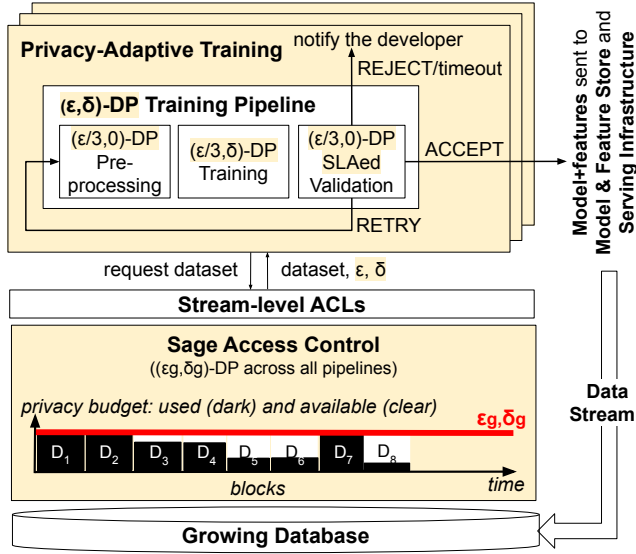 Privacy-Adaptive Training
notify the developer
REJECT/timeout
(ε,δ)-DP Training Pipeline
(ε/3,0)-DP
Pre-
processing
(ε/3,δ)-DP
Training
(ε/3,0)-DP
SLAed
Validation
ACCEPT
RETRY
Model+features sent to
Model & Feature Store and
Serving Infrastructure
request dataset
dataset, ε, δ
Stream-level ACLs
Sage Access Control
((εg,δg)-DP across all pipelines)
privacy budget: used (dark) and available (clear)
εg,δg
D1 D2 D3 D4 D5 D6 D7 D8
blocks
time
Data
Stream
Growing Database